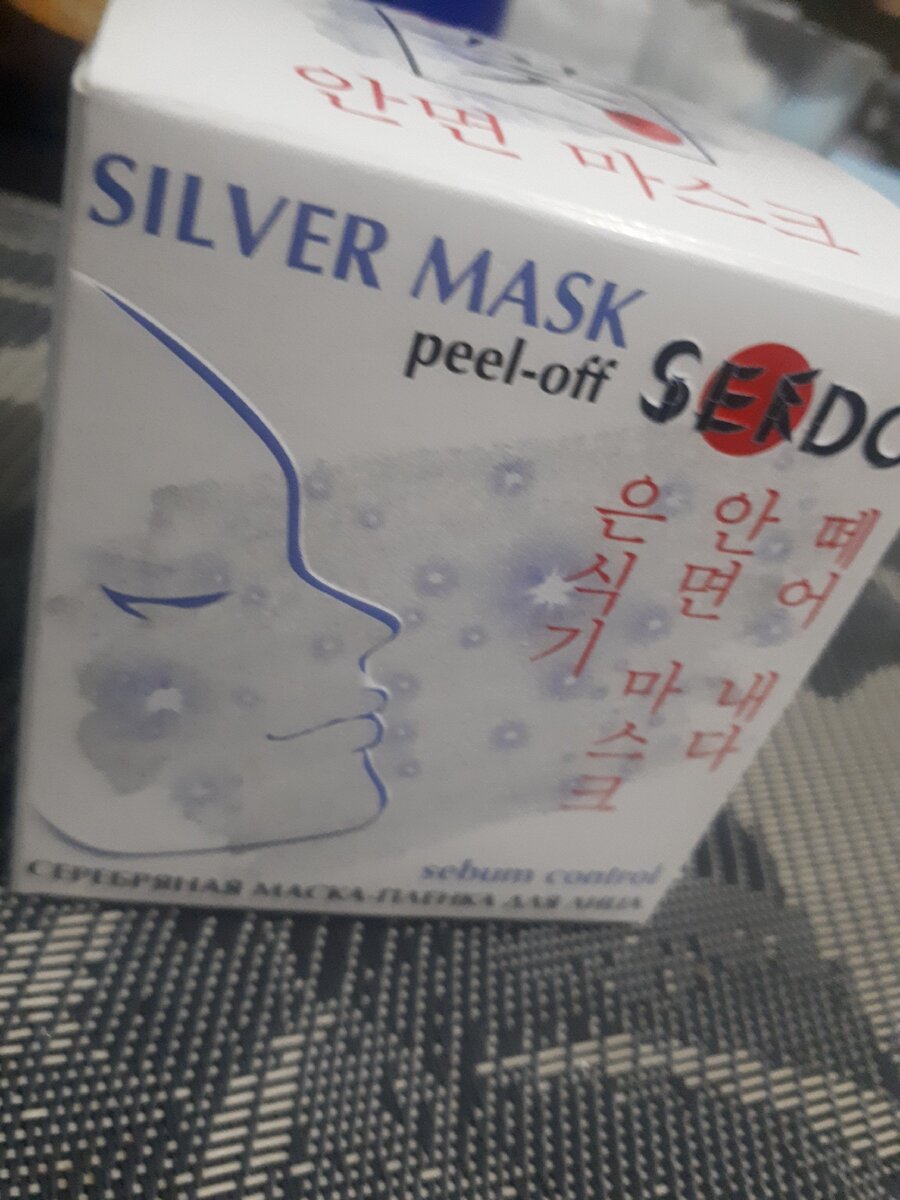 안면 마스크
SILVER MASK
peel-off
SENDO
은식기
안면 마스크
떼어 내다
sebum control
СЕРЕБРЯНАЯ МАСКА-ПЛЕНКА ДЛЯ ЛИЦА